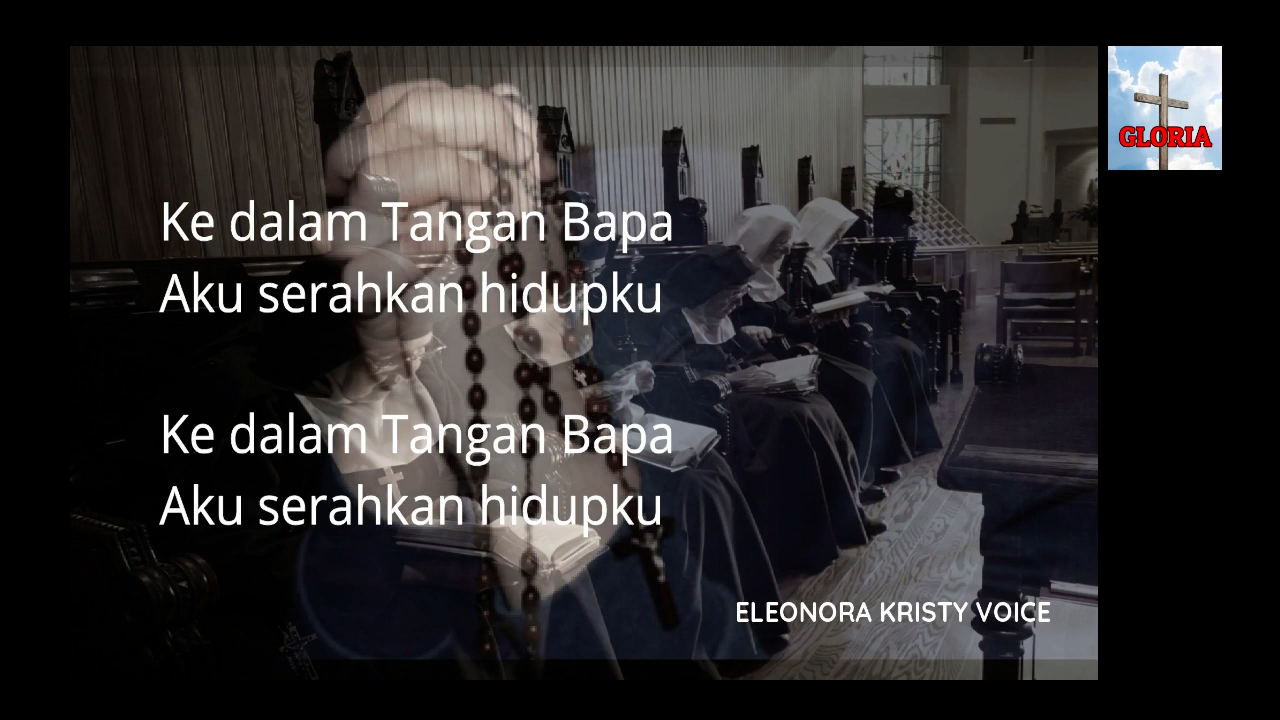 Ke dalam Tangan Bapa
Aku serahkan hidupku
Ke dalam Tangan Bapa
Aku serahkan hidupku
ELEONORA KRISTY VOICE
GLORIA